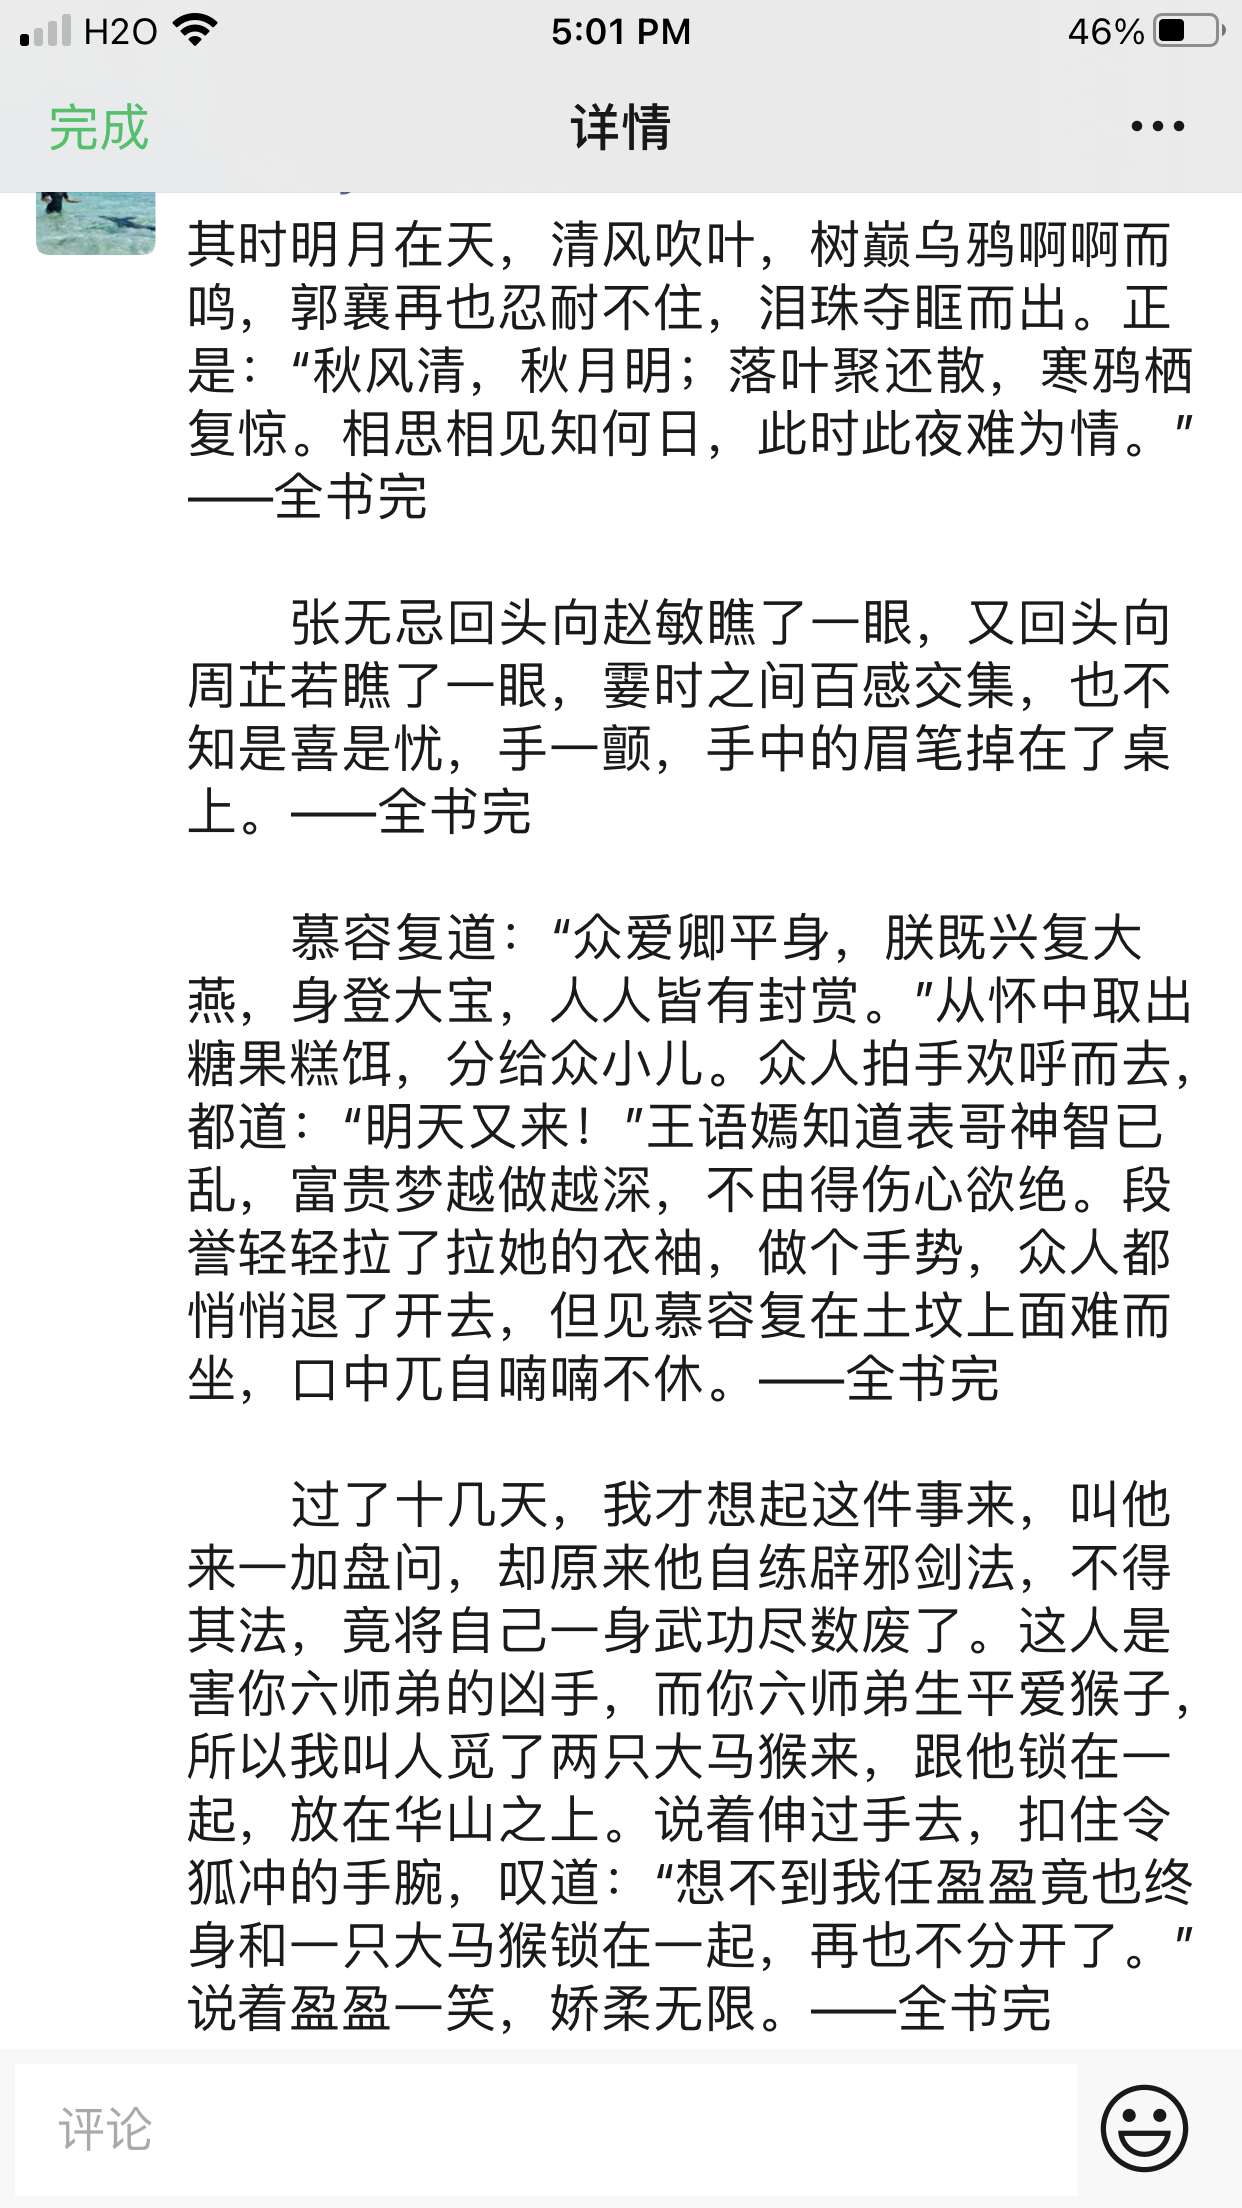 H2O 5:01 PM 46%
完成 详情
其时明月在天，清风吹叶，树巅乌鸦啊啊而
鸣，郭襄再也忍耐不住，泪珠夺眶而出。正
是：“秋风清，秋月明；落叶聚还散，寒鸦栖
复惊。相思相见知何日，此时此夜难为情。”
——全书完
张无忌回头向赵敏瞧了一眼，又回头向
周芷若瞧了一眼，霎时之间百感交集，也不
知是喜是忧，手一颤，手中的眉笔掉在了桌
上。——全书完
慕容复道：“众爱卿平身，朕既兴复大
燕，身登大宝，人人皆有封赏。”从怀中取出
糖果糕饵，分给众小儿。众人拍手欢呼而去，
都道：“明天又来！”王语嫣知道表哥神智已
乱，富贵梦越做越深，不由得伤心欲绝。段
誉轻轻拉了拉她的衣袖，做个手势，众人都
悄悄退了开去，但见慕容复在土坟上面难而
坐，口中兀自喃喃不休。——全书完
过了十几天，我才想起这件事来，叫他
来一加盘问，却原来他自练辟邪剑法，不得
其法，竟将自己一身武功尽数废了。这人是
害你六师弟的凶手，而你六师弟生平爱猴子，
所以我叫人觅了两只大马猴来，跟他锁在一
起，放在华山之上。说着伸过手去，扣住令
狐冲的手腕，叹道：“想不到我任盈盈竟也终
身和一只大马猴锁在一起，再也不分开了。”
说着盈盈一笑，娇柔无限。——全书完
评论